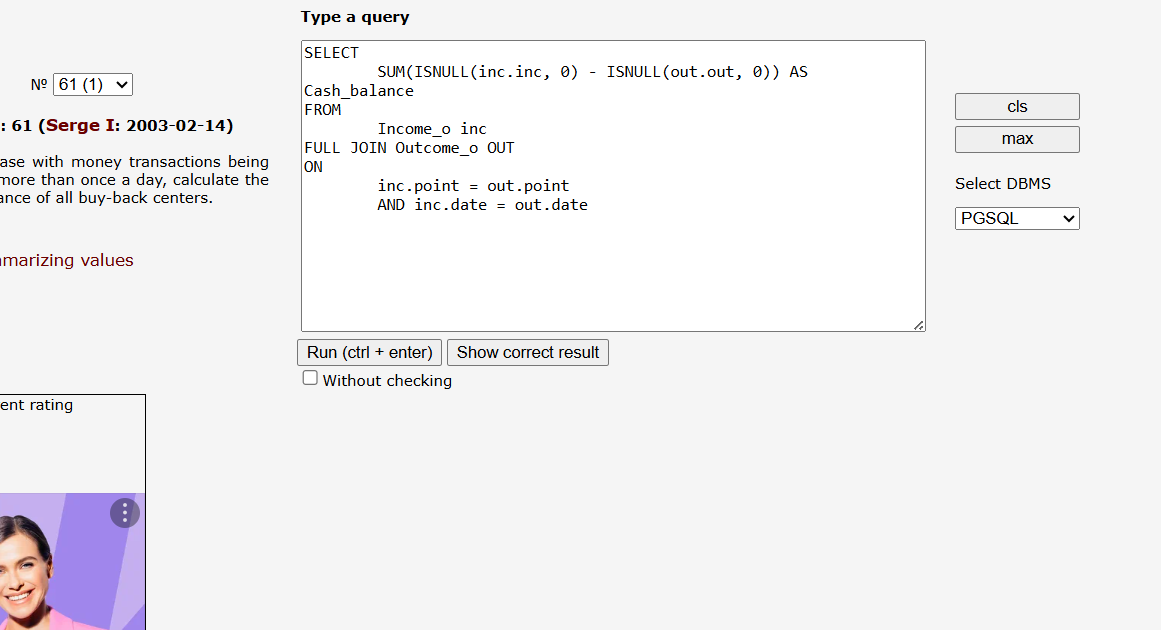 Type a query
SELECT
SUM(ISNULL(inc.inc, 0) - ISNULL(out.out, 0)) AS
Cash_balance
FROM
Income_o inc
FULL JOIN Outcome_o OUT
ON
inc.point = out.point
AND inc.date = out.date
№ 61 (1)
: 61 (Serge I: 2003-02-14)
ase with money transactions being
more than once a day, calculate the
ance of all buy-back centers.
marizing values
cls
max
Select DBMS
PGSQL
Run (ctrl + enter)
Show correct result
Without checking
ent rating